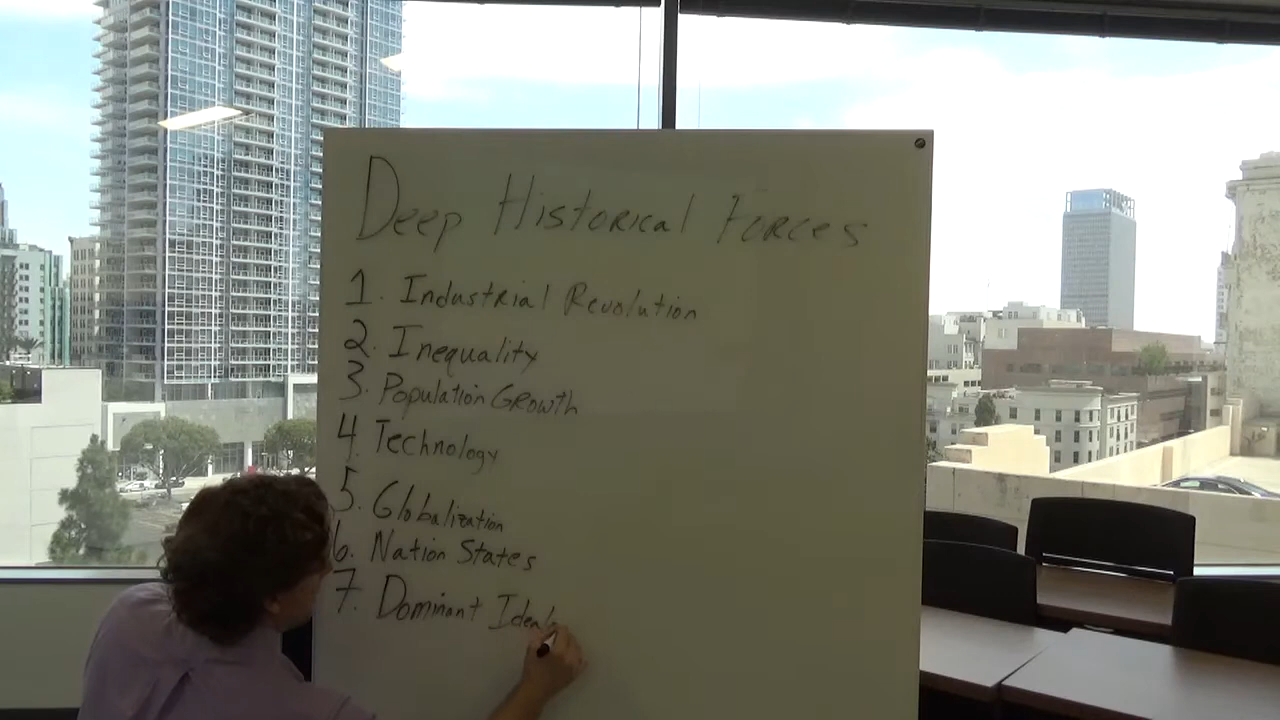 Deep Historical Forces
1. Industrial Revolution
2. Inequality
3. Population Growth
4. Technology
5. Globalization
6. Nation States
7. Dominant Ideal